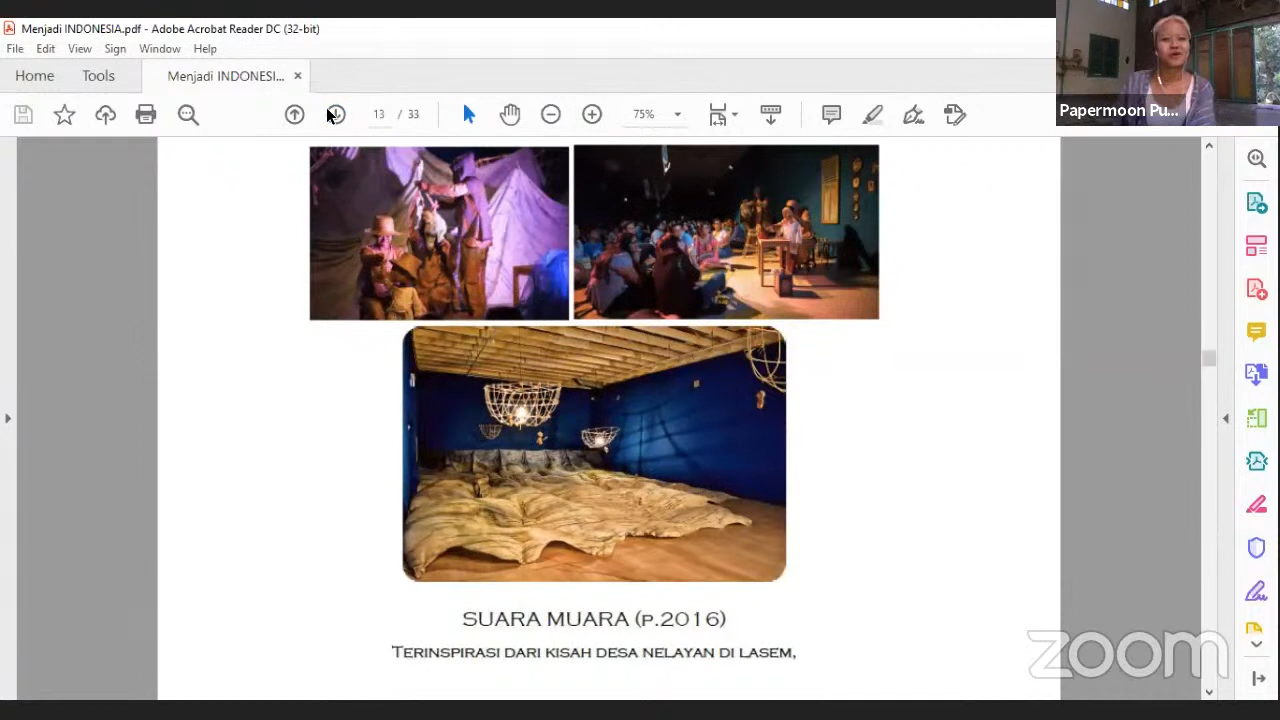 Menjadi INDONESIA.pdf - Adobe Acrobat Reader DC (32-bit)
File Edit View Sign Window Help
Home Tools Menjadi INDONESI... ×
13 / 33 75%
Papermoon Pu...
SUARA MUARA (P.2016)
TERINSPIRASI DARI KISAH DESA NELAYAN DI LASEM,
zoom